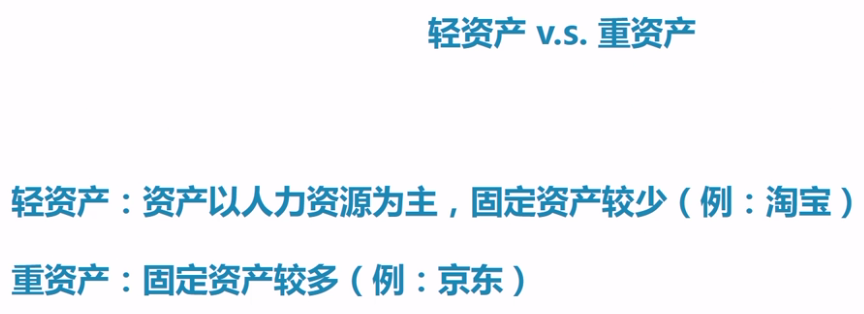 轻资产 v.s. 重资产
轻资产：资产以人力资源为主，固定资产较少（例：淘宝）
重资产：固定资产较多（例：京东）